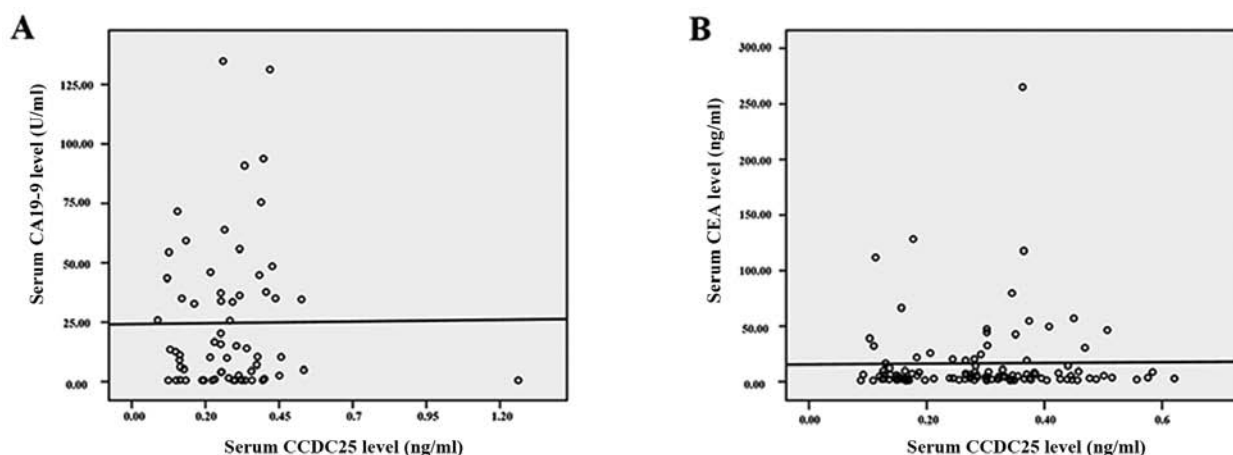 A
Serum CA19-9 level (U/ml)
125.00
100.00
75.00
50.00
25.00
0.00
0.00 0.20 0.45 0.7 0.95 1.20
Serum CCDC25 level (ng/ml)
B
Serum CEA level (ng/ml)
300.00
250.00
200.00
150.00
100.00
50.00
0.00
0.00 0.20 0.40 0.6
Serum CCDC25 level (ng/ml)